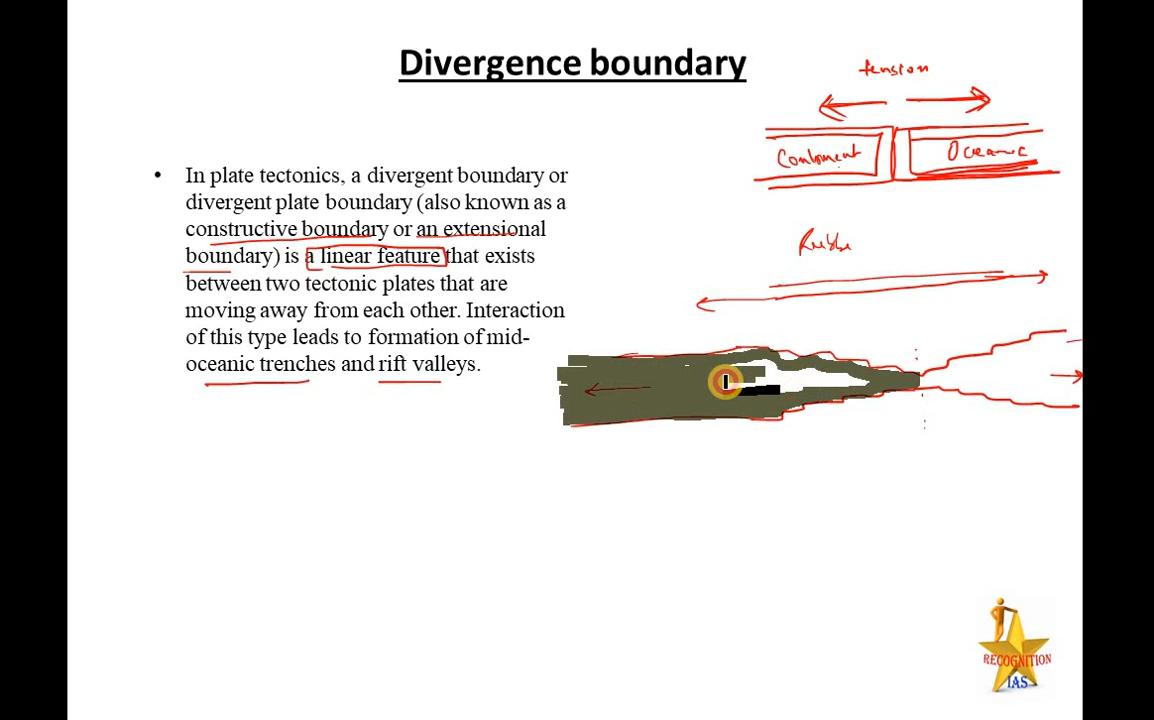 Divergence boundary
tension
Oceanic
• In plate tectonics, a divergent boundary or
divergent plate boundary (also known as a
constructive boundary or an extensional
boundary) is a linear feature that exists
between two tectonic plates that are
moving away from each other. Interaction
of this type leads to formation of mid-
oceanic trenches and rift valleys.
RECOGNITION
IAS